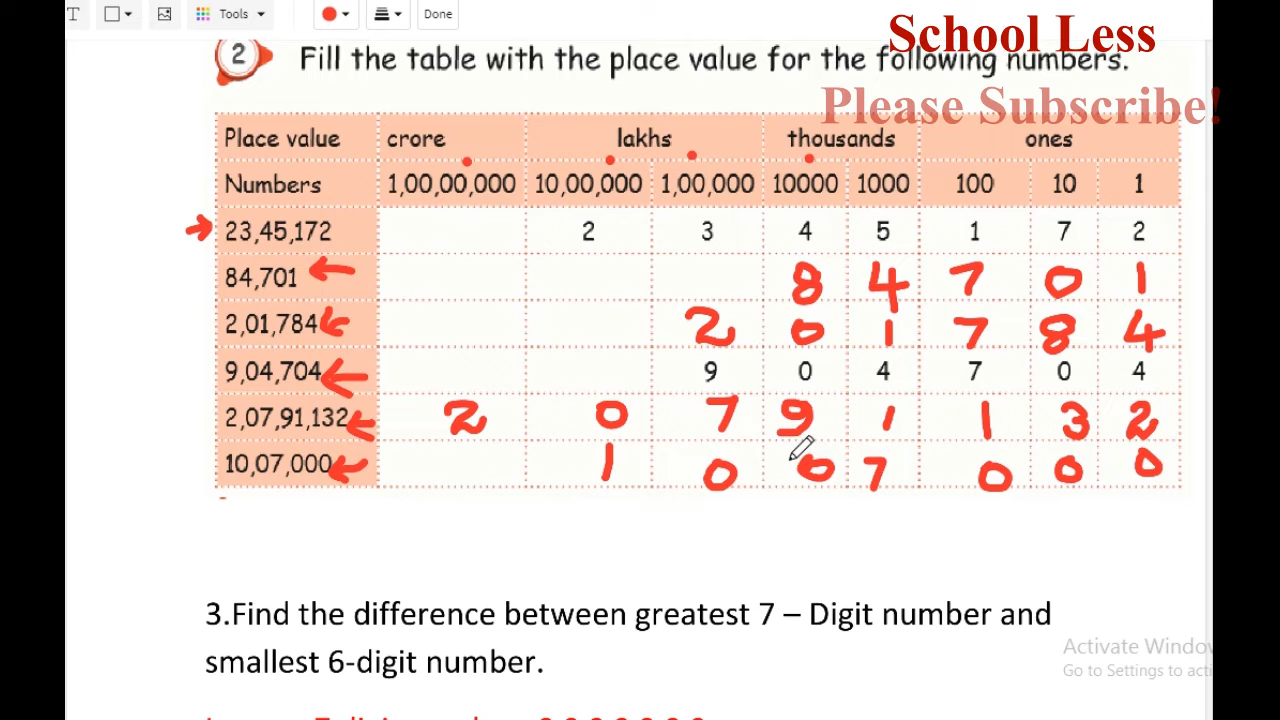 T Tools Done
School Less
2 Fill the table with the place value for the following numbers.
Please Subscribe!
Place value crore lakhs thousands ones
Numbers 1,00,00,000 10,00,000 1,00,000 10000 1000 100 10 1
23,45,172 2 3 4 5 1 7 2
84,701 8 4 7 0 1
2,01,784 2 0 1 7 8 4
9,04,704 9 0 4 7 0 4
2,07,91,132 2 0 7 9 1 1 3 2
10,07,000 1 0 0 7 0 0 0
3.Find the difference between greatest 7 – Digit number and
smallest 6-digit number.
Activate Windo
Go to Settings to acti